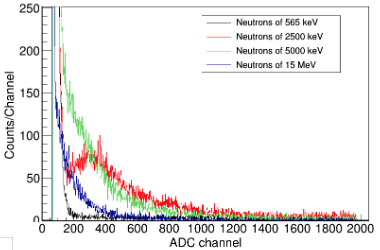 250
200
150
100
50
0
Counts/Channel
Neutrons of 565 keV
Neutrons of 2500 keV
Neutrons of 5000 keV
Neutrons of 15 MeV
0 200 400 600 800 1000 1200 1400 1600 1800 2000
ADC channel